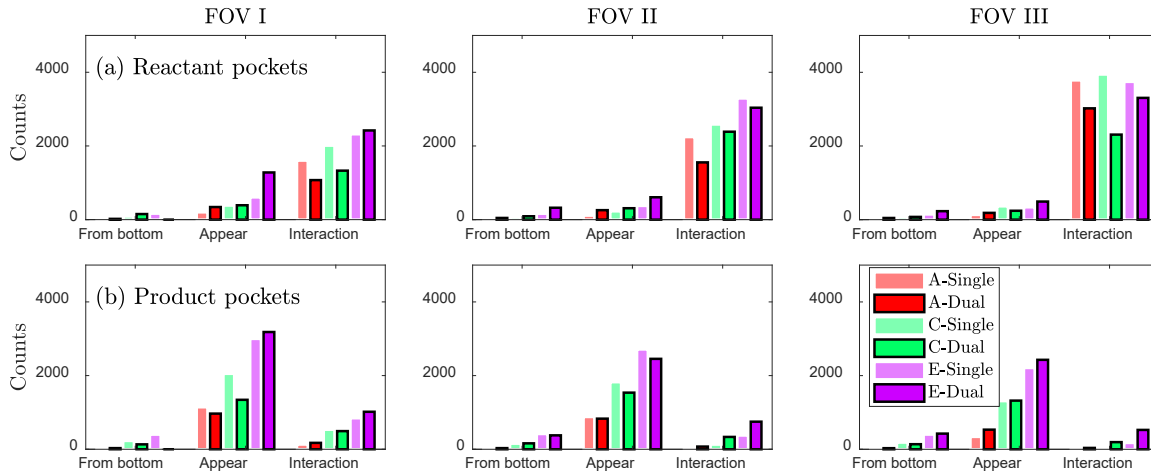 FOV I FOV II FOV III
(a) Reactant pockets
Counts
4000
2000
0
From bottom Appear Interaction
4000
2000
0
From bottom Appear Interaction
4000
2000
0
From bottom Appear Interaction
(b) Product pockets
Counts
4000
2000
0
From bottom Appear Interaction
4000
2000
0
From bottom Appear Interaction
4000
2000
0
From bottom Appear Interaction
A-Single
A-Dual
C-Single
C-Dual
E-Single
E-Dual